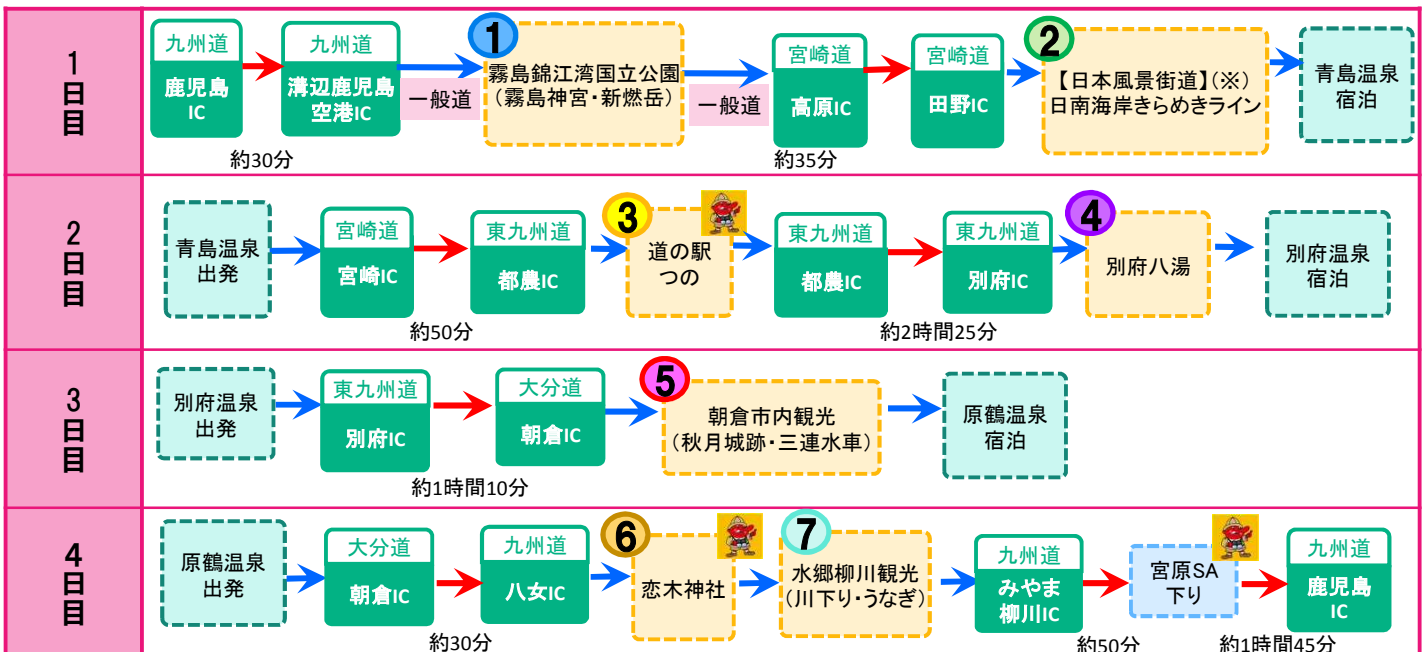 1
日
目
九州道
鹿児島
IC
九州道
溝辺鹿児島
空港IC
約30分
一般道
1
霧島錦江湾国立公園
(霧島神宮・新燃岳)
一般道
宮崎道
高原IC
宮崎道
田野IC
約35分
2
【日本風景街道】(※)
日南海岸きらめきライン
青島温泉
宿泊
2
日
目
青島温泉
出発
宮崎道
宮崎IC
東九州道
都農IC
約50分
3
道の駅
つの
東九州道
都農IC
東九州道
別府IC
約2時間25分
4
別府八湯
別府温泉
宿泊
3
日
目
別府温泉
出発
東九州道
別府IC
大分道
朝倉IC
約1時間10分
5
朝倉市内観光
(秋月城跡・三連水車)
原鶴温泉
宿泊
4
日
目
原鶴温泉
出発
大分道
朝倉IC
九州道
八女IC
約30分
6
恋木神社
7
水郷柳川観光
(川下り・うなぎ)
九州道
みやま
柳川IC
約50分
宮原SA
下り
約1時間45分
九州道
鹿児島
IC